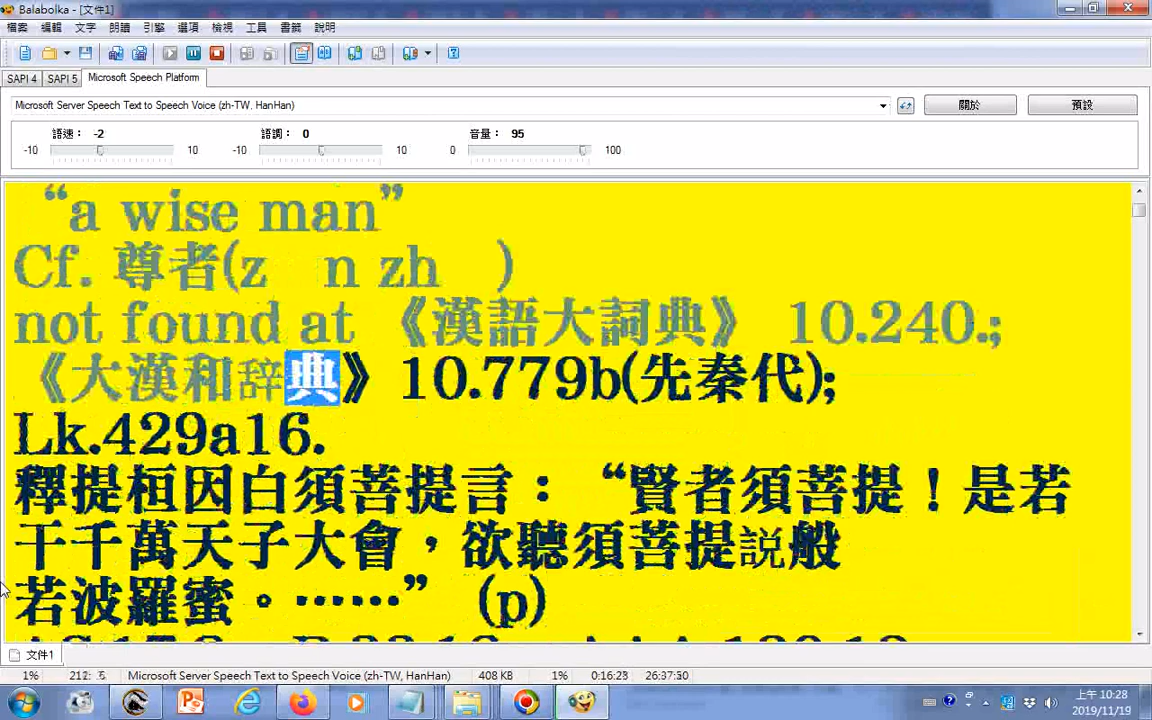 Balabolka - [文件1]
檔案 編輯 文字 朗讀 引擎 選項 檢視 工具 書籤 說明
SAPI 4 SAPI 5 Microsoft Speech Platform
Microsoft Server Speech Text to Speech Voice (zh-TW, HanHan) 關於 預設
語速： -2 語調： 0 音量： 95
-10 10 -10 10 0 100
“a wise man”
Cf. 尊者(z n zh )
not found at 《漢語大詞典》 10.240.;
《大漢和辞典》10.779b(先秦代);
Lk.429a16.
釋提桓因白須菩提言：“賢者須菩提！是若
干千萬天子大會，欲聽須菩提説般
若波羅蜜。……” (p)
文件1
1% 212: 5 Microsoft Server Speech Text to Speech Voice (zh-TW, HanHan) 408 KB 1% 0:16:23 26:37:30
上午 10:28
2019/11/19